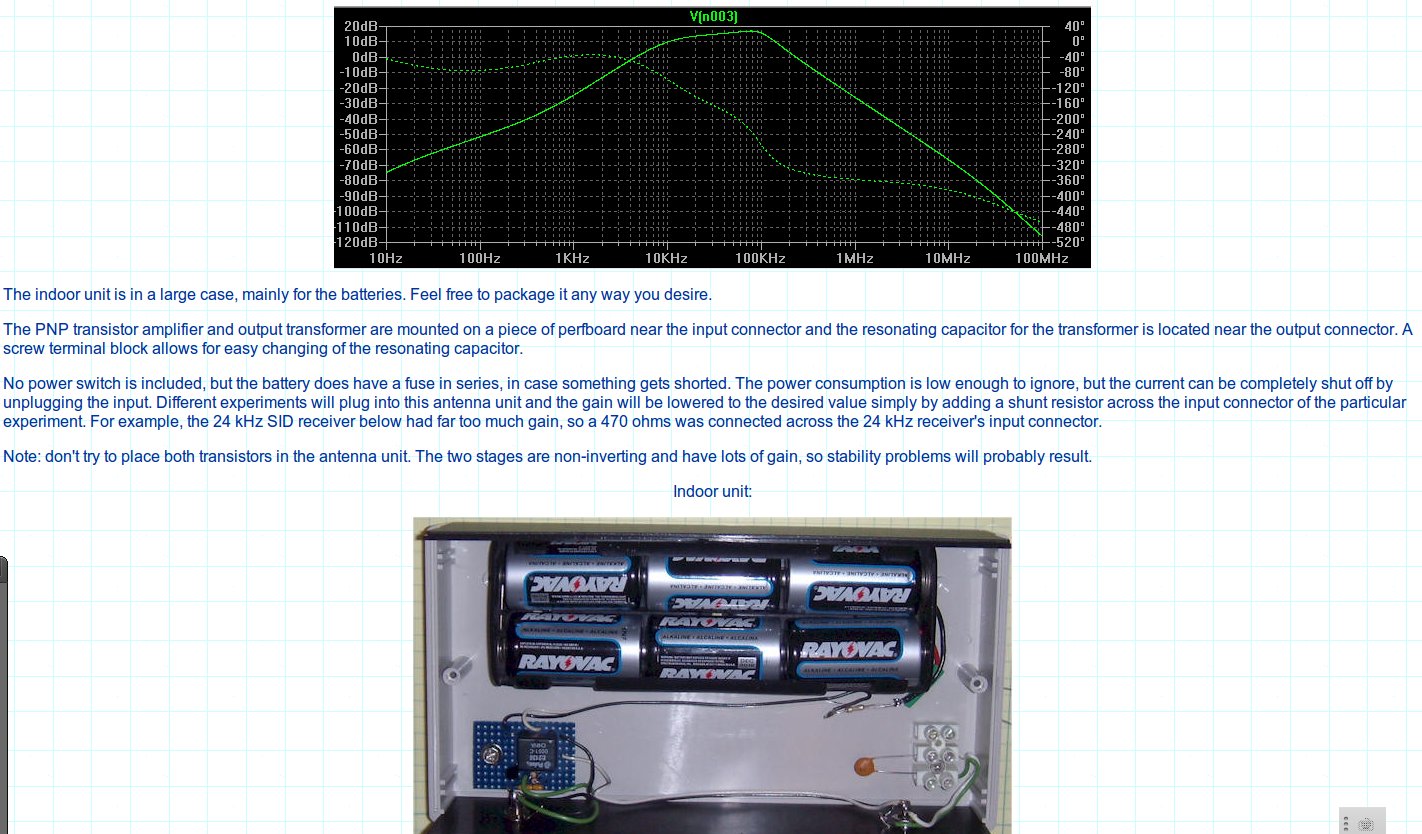 V(n003)
20dB 40°
10dB 0°
0dB -40°
-10dB -80°
-20dB -120°
-30dB -160°
-40dB -200°
-50dB -240°
-60dB -280°
-70dB -320°
-80dB -360°
-90dB -400°
-100dB -440°
-110dB -480°
-120dB -520°
10Hz 100Hz 1KHz 10KHz 100KHz 1MHz 10MHz 100MHz
The indoor unit is in a large case, mainly for the batteries. Feel free to package it any way you desire.
The PNP transistor amplifier and output transformer are mounted on a piece of perfboard near the input connector and the resonating capacitor for the transformer is located near the output connector. A
screw terminal block allows for easy changing of the resonating capacitor.
No power switch is included, but the battery does have a fuse in series, in case something gets shorted. The power consumption is low enough to ignore, but the current can be completely shut off by
unplugging the input. Different experiments will plug into this antenna unit and the gain will be lowered to the desired value simply by adding a shunt resistor across the input connector of the particular
experiment. For example, the 24 kHz SID receiver below had far too much gain, so a 470 ohms was connected across the 24 kHz receiver's input connector.
Note: don't try to place both transistors in the antenna unit. The two stages are non-inverting and have lots of gain, so stability problems will probably result.
Indoor unit:
ALKALINE • ALCALINA
RAYOVAC RAYOVAC RAYOVAC
RAYOVAC RAYOVAC
ALKALINE • ALCALINE • ALCALINA
RAYOVAC RAYOVAC RAYOVAC